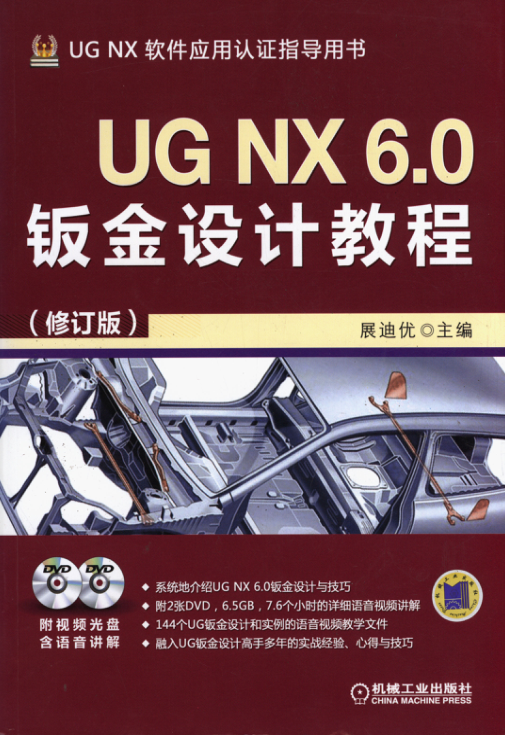 UG NX 软件应用认证指导用书
UG NX 6.0
钣金设计教程
（修订版）
展迪优◎主编
DVD DVD
附视频光盘
含语音讲解
◆ 系统地介绍UG NX 6.0钣金设计与技巧
◆ 附2张DVD，6.5GB，7.6个小时的详细语音视频讲解
◆ 144个UG钣金设计和实例的语音视频教学文件
◆ 融入UG钣金设计高手多年的实战经验、心得与技巧
机械工业出版社
CHINA MACHINE PRESS